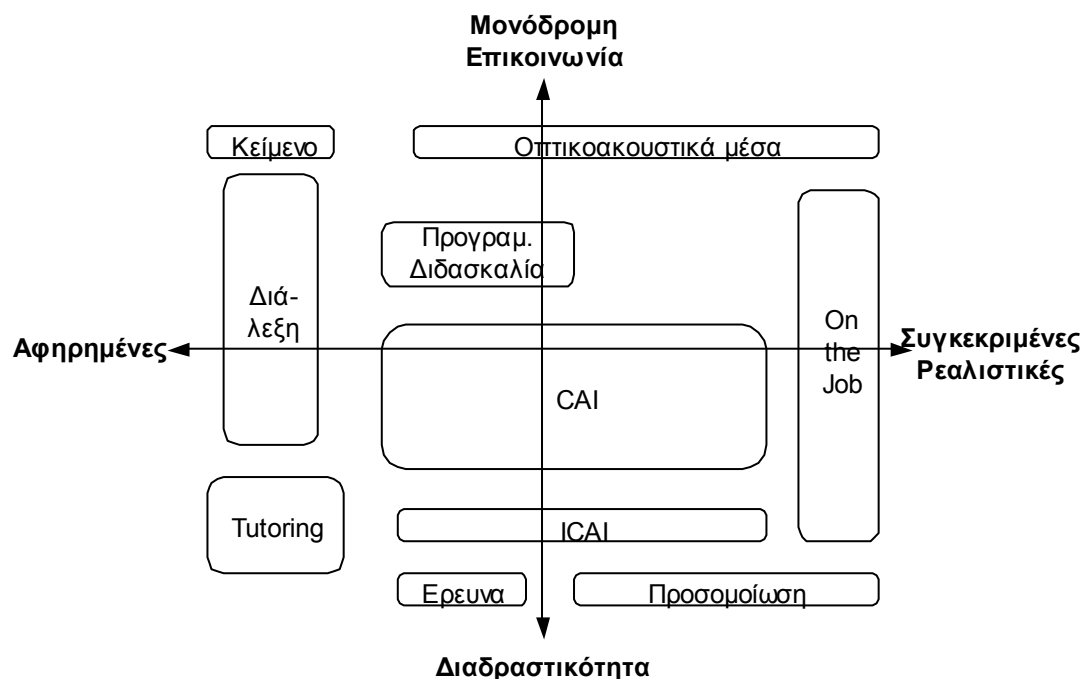 Μονόδρομη
Επικοινωνία
Κείμενο
Οπτικοακουστικά μέσα
Προγραμ.
Διδασκαλία
Διά-
λεξη
On
the
Job
Αφηρημένες
Συγκεκριμένες
Ρεαλιστικές
CAI
Tutoring
ICAI
Ερευνα
Προσομοίωση
Διαδραστικότητα